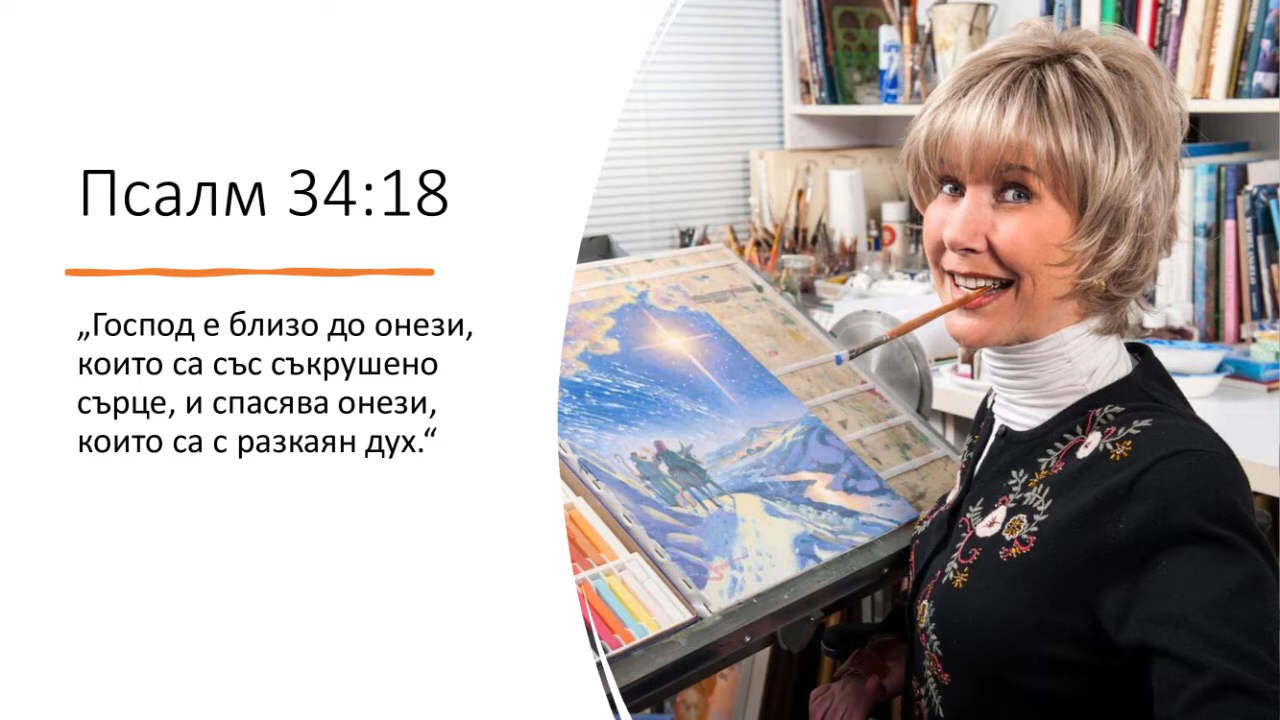 Псалм 34:18
„Господ е близо до онези,
които са със съкрушено
сърце, и спасява онези,
които са с разкаян дух.“